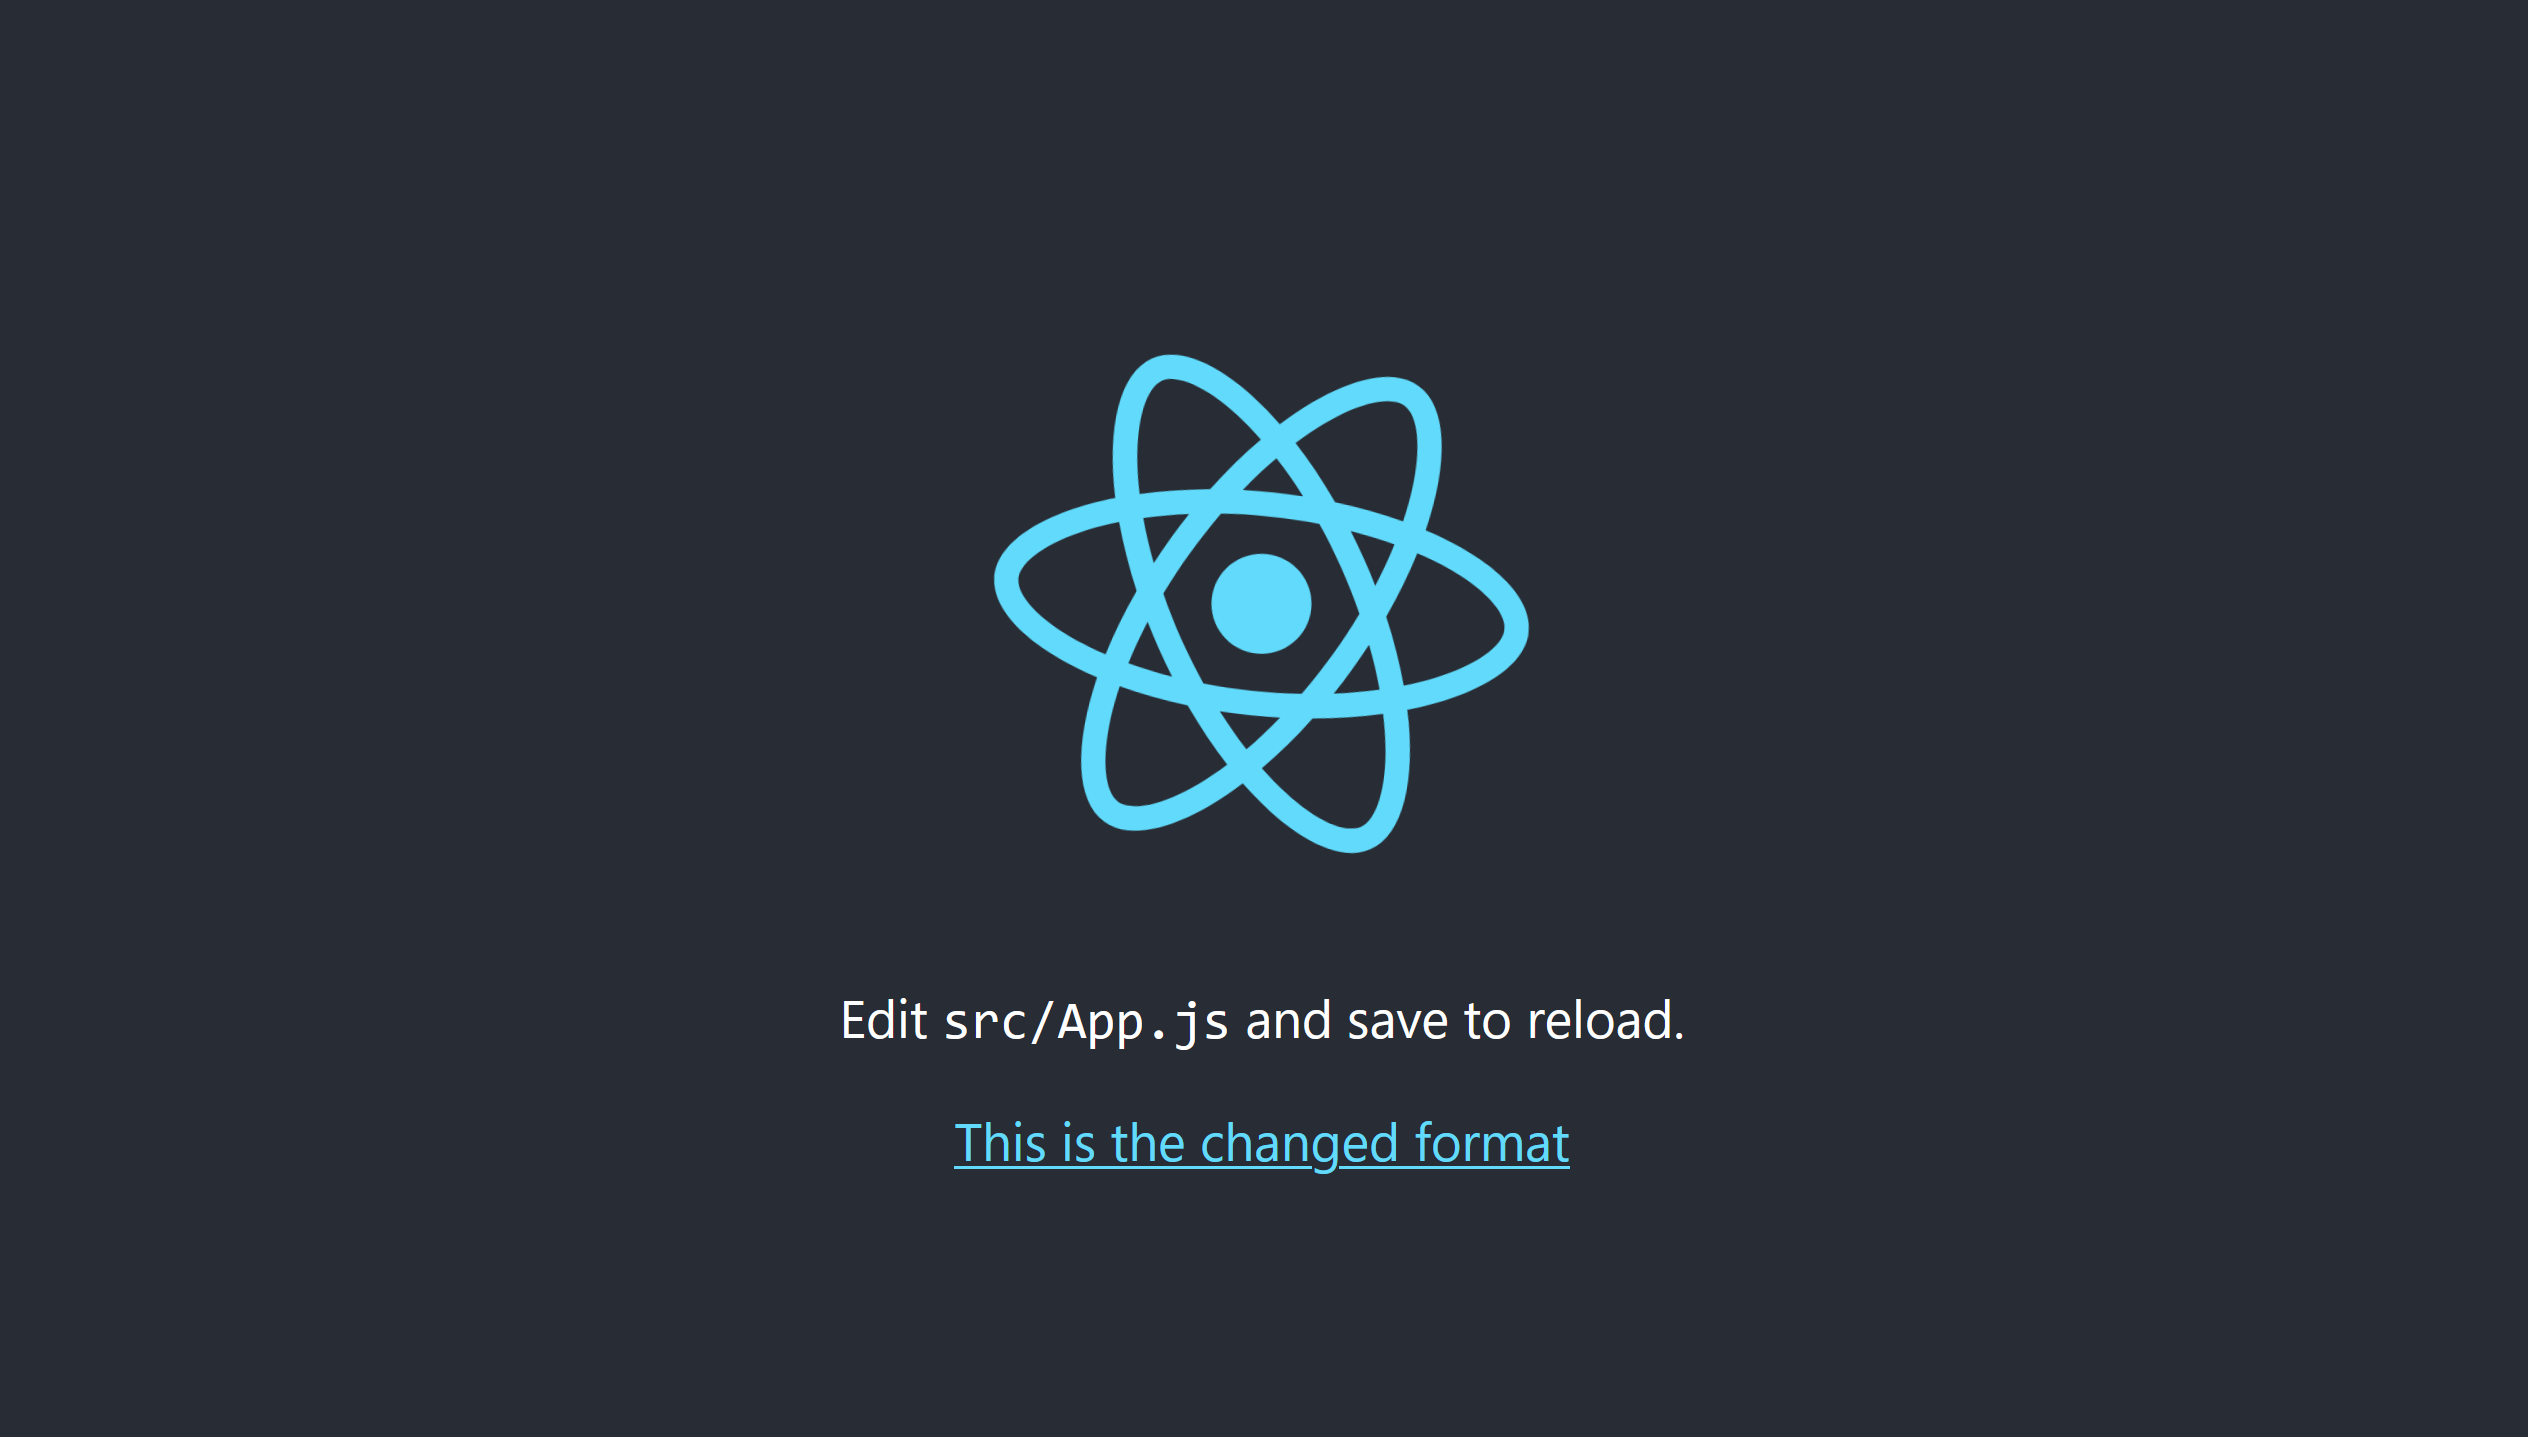 Edit src/App.js and save to reload.
This is the changed format